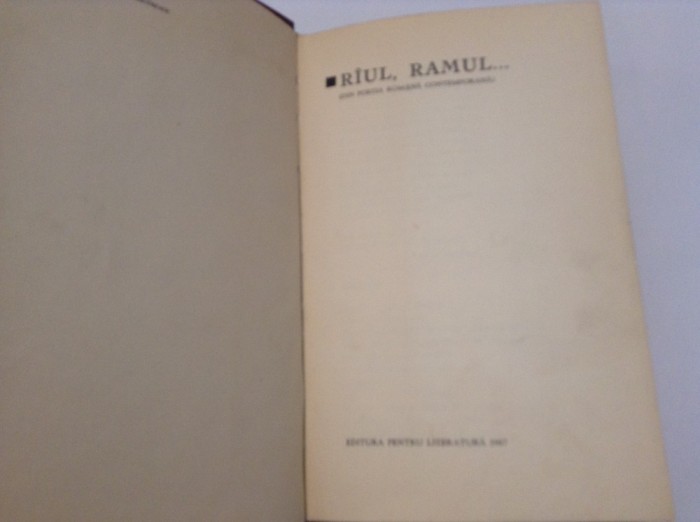 RÎUL, RAMUL...
DIN POEZIA ROMÂNĂ CONTEMPORANĂ
EDITURA PENTRU LITERATURĂ 1967